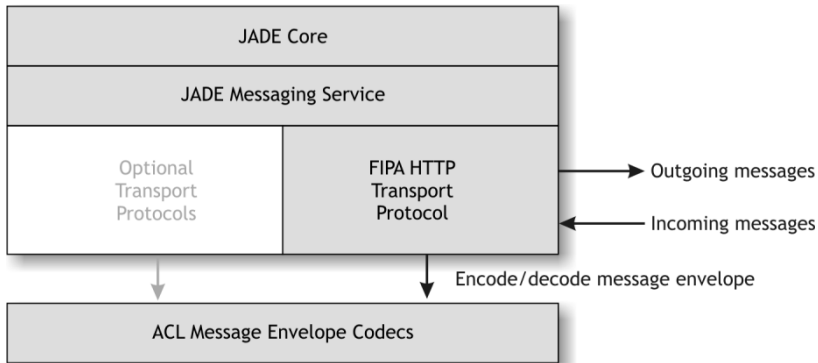 JADE Core
JADE Messaging Service
Optional
Transport
Protocols
FIPA HTTP
Transport
Protocol
Outgoing messages
Incoming messages
Encode/decode message envelope
ACL Message Envelope Codecs